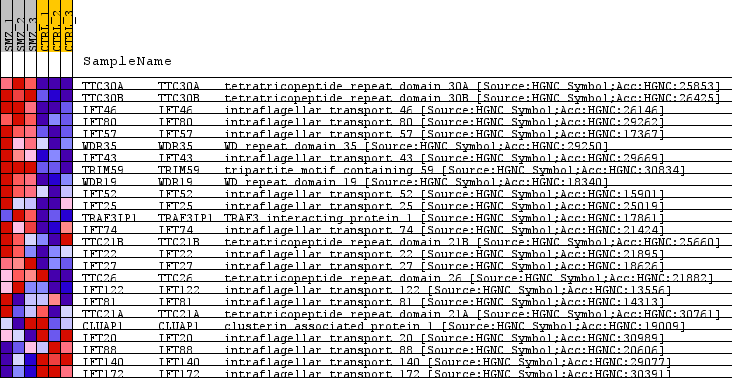 SMZ_1 SMZ_2 SMZ_3 CTRL_1 CTRL_2 CTRL_3
SampleName
TTC30A TTC30A tetratricopeptide repeat domain 30A [Source:HGNC Symbol;Acc:HGNC:25853]
TTC30B TTC30B tetratricopeptide repeat domain 30B [Source:HGNC Symbol;Acc:HGNC:26425]
IFT46 IFT46 intraflagellar transport 46 [Source:HGNC Symbol;Acc:HGNC:26146]
IFT80 IFT80 intraflagellar transport 80 [Source:HGNC Symbol;Acc:HGNC:29262]
IFT57 IFT57 intraflagellar transport 57 [Source:HGNC Symbol;Acc:HGNC:17367]
WDR35 WDR35 WD repeat domain 35 [Source:HGNC Symbol;Acc:HGNC:29250]
IFT43 IFT43 intraflagellar transport 43 [Source:HGNC Symbol;Acc:HGNC:29669]
TRIM59 TRIM59 tripartite motif containing 59 [Source:HGNC Symbol;Acc:HGNC:30834]
WDR19 WDR19 WD repeat domain 19 [Source:HGNC Symbol;Acc:HGNC:18340]
IFT52 IFT52 intraflagellar transport 52 [Source:HGNC Symbol;Acc:HGNC:15901]
IFT25 IFT25 intraflagellar transport 25 [Source:HGNC Symbol;Acc:HGNC:25019]
TRAF3IP1 TRAF3IP1 TRAF3 interacting protein 1 [Source:HGNC Symbol;Acc:HGNC:17861]
IFT74 IFT74 intraflagellar transport 74 [Source:HGNC Symbol;Acc:HGNC:21424]
TTC21B TTC21B tetratricopeptide repeat domain 21B [Source:HGNC Symbol;Acc:HGNC:25660]
IFT22 IFT22 intraflagellar transport 22 [Source:HGNC Symbol;Acc:HGNC:21895]
IFT27 IFT27 intraflagellar transport 27 [Source:HGNC Symbol;Acc:HGNC:18626]
TTC26 TTC26 tetratricopeptide repeat domain 26 [Source:HGNC Symbol;Acc:HGNC:21882]
IFT122 IFT122 intraflagellar transport 122 [Source:HGNC Symbol;Acc:HGNC:13556]
IFT81 IFT81 intraflagellar transport 81 [Source:HGNC Symbol;Acc:HGNC:14313]
TTC21A TTC21A tetratricopeptide repeat domain 21A [Source:HGNC Symbol;Acc:HGNC:30761]
CLUAP1 CLUAP1 clusterin associated protein 1 [Source:HGNC Symbol;Acc:HGNC:19009]
IFT20 IFT20 intraflagellar transport 20 [Source:HGNC Symbol;Acc:HGNC:30989]
IFT88 IFT88 intraflagellar transport 88 [Source:HGNC Symbol;Acc:HGNC:20606]
IFT140 IFT140 intraflagellar transport 140 [Source:HGNC Symbol;Acc:HGNC:29077]
IFT172 IFT172 intraflagellar transport 172 [Source:HGNC Symbol;Acc:HGNC:30391]